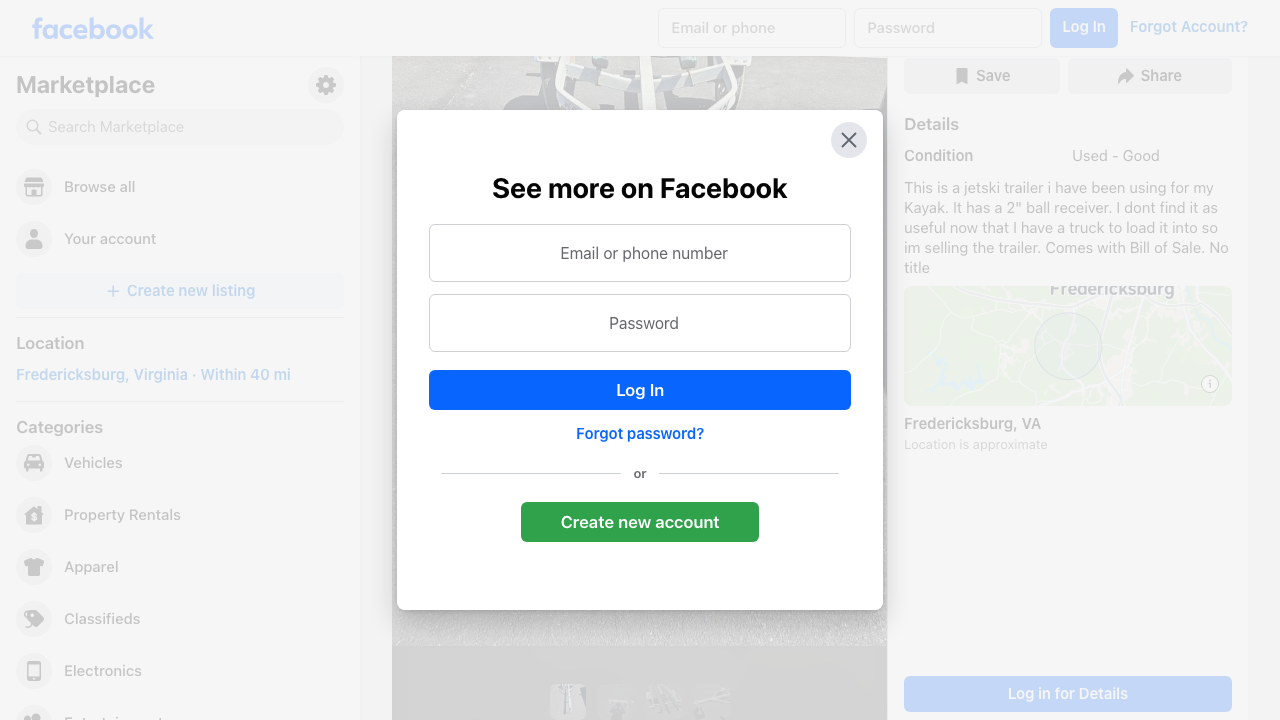 facebook
Email or phone
Password
Log In
Forgot Account?
Marketplace
Search Marketplace
Browse all
Your account
Create new listing
Location
Fredericksburg, Virginia · Within 40 mi
Categories
Vehicles
Property Rentals
Apparel
Classifieds
Electronics
See more on Facebook
Email or phone number
Password
Log In
Forgot password?
or
Create new account
Save
Share
Details
Condition
Used - Good
This is a jetski trailer i have been using for my
Kayak. It has a 2" ball receiver. I dont find it as
useful now that I have a truck to load it into so
im selling the trailer. Comes with Bill of Sale. No
title
Fredericksburg
Fredericksburg, VA
Location is approximate
Log in for Details